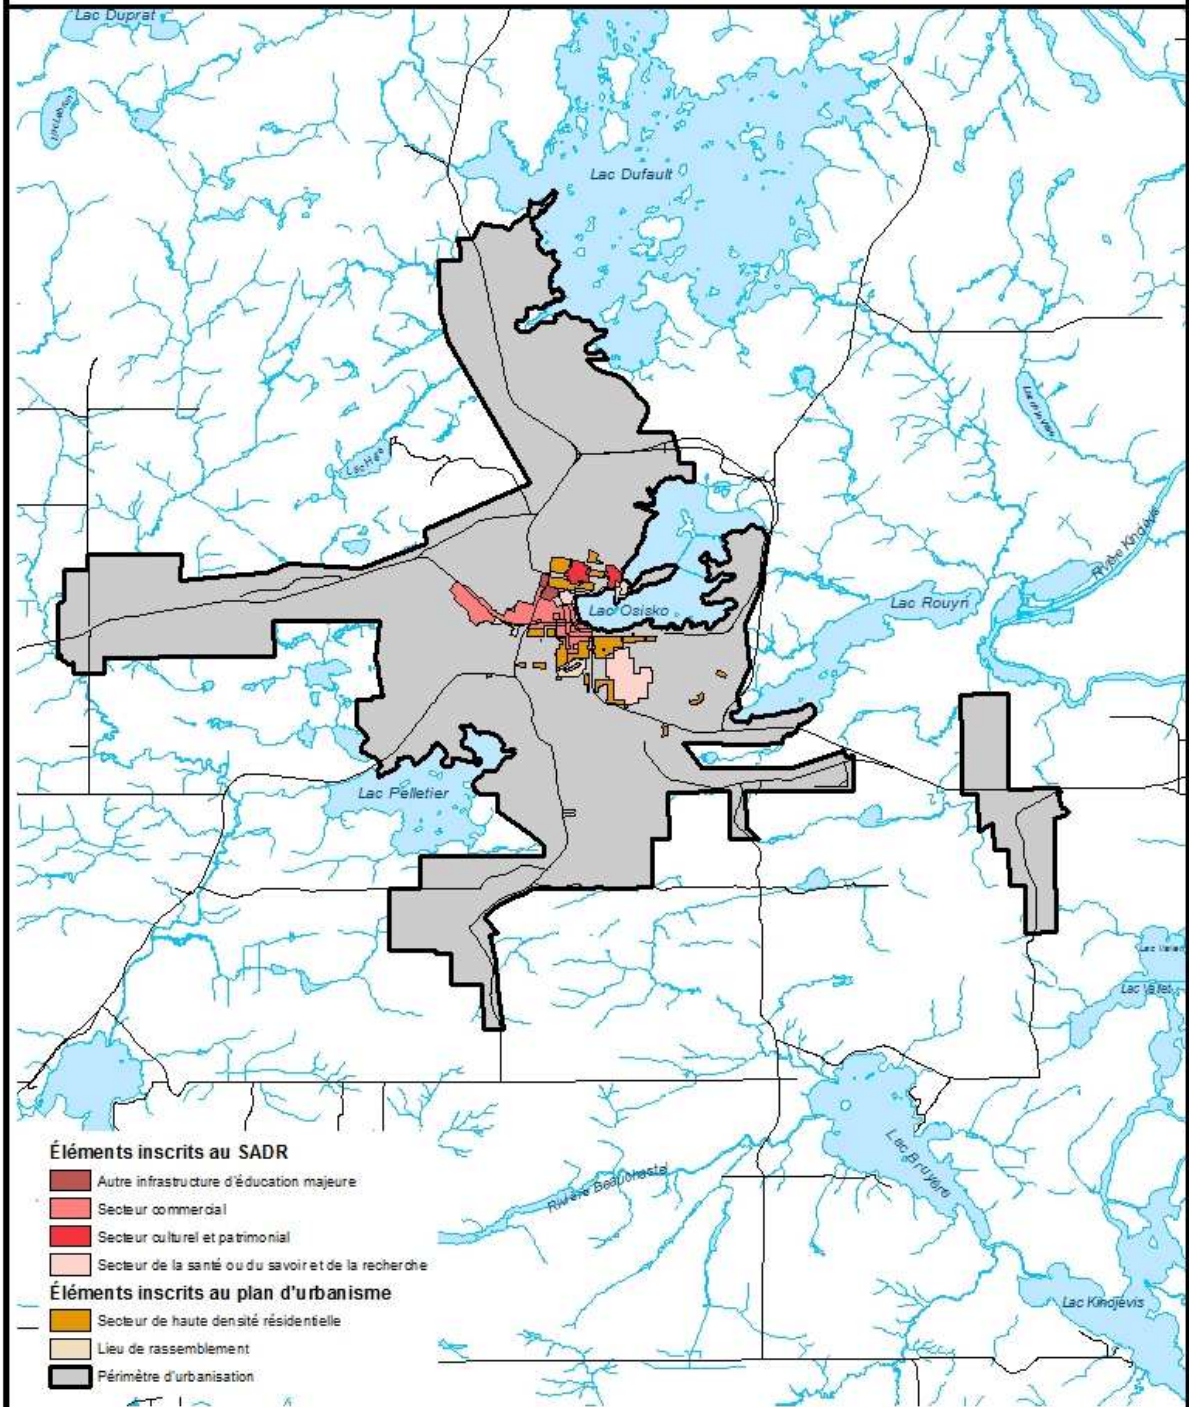 Lac Duprat
Lac Dufault
Lac Rouyn
Rivière Kinojévis
Lac Osisko
Lac Pelletier
Lac Vallet
Lac Bruyère
Rivière Beauchastel
Lac Kinojévis
Éléments inscrits au SADR
Autre infrastructure d'éducation majeure
Secteur commercial
Secteur culturel et patrimonial
Secteur de la santé ou du savoir et de la recherche
Éléments inscrits au plan d'urbanisme
Secteur de haute densité résidentielle
Lieu de rassemblement
Périmètre d'urbanisation